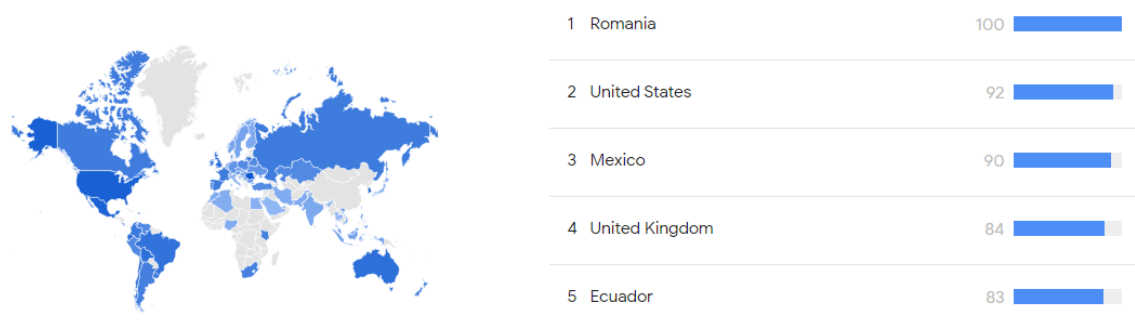 1 Romania 100
2 United States 92
3 Mexico 90
4 United Kingdom 84
5 Ecuador 83